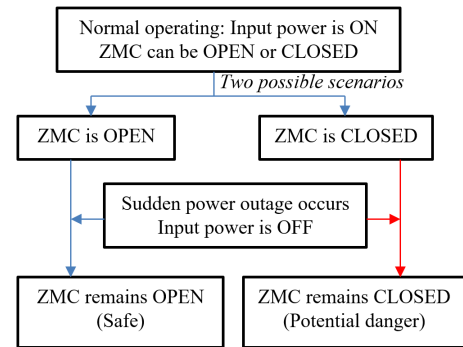 Normal operating: Input power is ON
ZMC can be OPEN or CLOSED
Two possible scenarios
ZMC is OPEN
ZMC is CLOSED
Sudden power outage occurs
Input power is OFF
ZMC remains OPEN
(Safe)
ZMC remains CLOSED
(Potential danger)